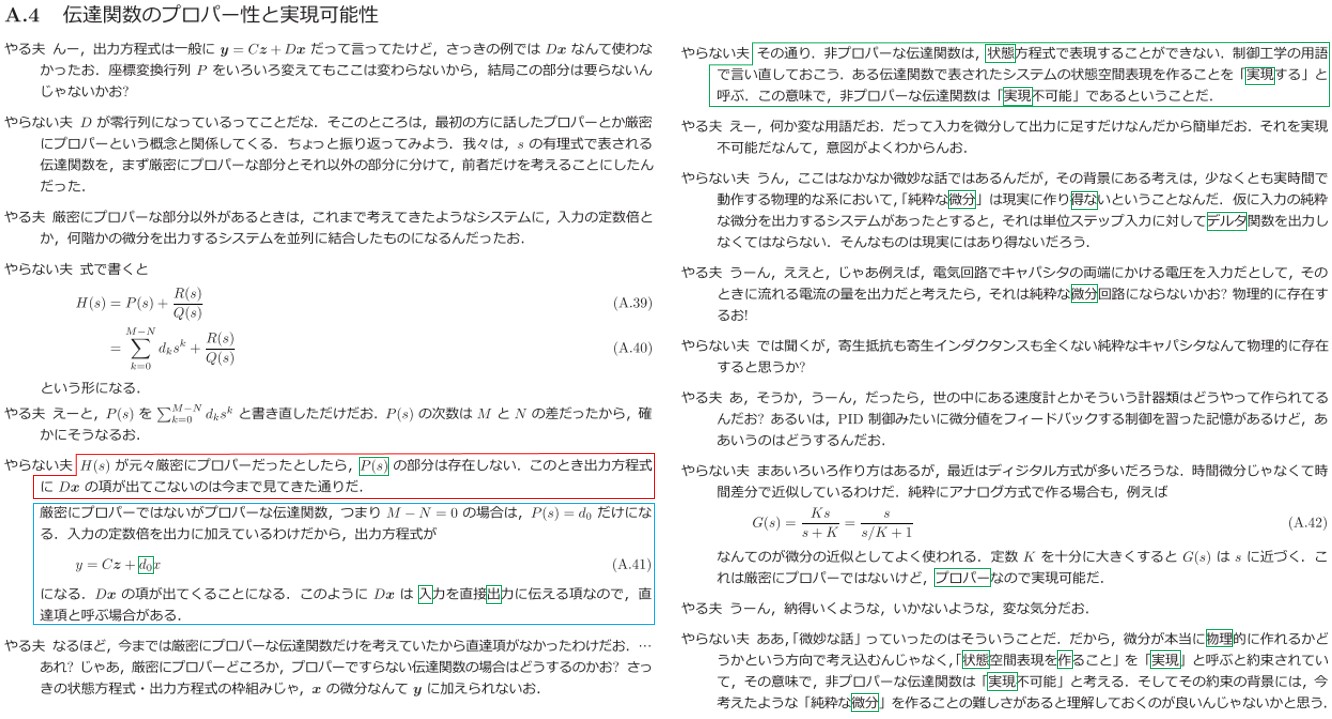 A.4 伝達関数のプロパー性と実現可能性
やる夫 んー，出力方程式は一般に y = Cz + Dx だって言ってたけど，さっきの例では Dx なんて使わな
かったお．座標変換行列 P をいろいろ変えてもここは変わらないから，結局この部分は要らないん
じゃないかお?
やらない夫 D が零行列になっているってことだな．そこのところは，最初の方に話したプロパーとか厳密
にプロパーという概念と関係してくる．ちょっと振り返ってみよう．我々は，s の有理式で表される
伝達関数を，まず厳密にプロパーな部分とそれ以外の部分に分けて，前者だけを考えることにしたん
だった．
やる夫 厳密にプロパーな部分以外があるときは，これまで考えてきたようなシステムに，入力の定数倍と
か，何階かの微分を出力するシステムを並列に結合したものになるんだったお．
やらない夫 式で書くと
H(s) = P(s) + R(s)/Q(s) (A.39)
= ∑_{k=0}^{M−N} d_k s^k + R(s)/Q(s) (A.40)
という形になる．
やる夫 えーと，P(s) を ∑_{k=0}^{M−N} d_k s^k と書き直しただけだお．P(s) の次数は M と N の差だったから，確
かにそうなるお．
やらない夫 H(s) が元々厳密にプロパーだったとしたら，P(s) の部分は存在しない．このとき出力方程式
に Dx の項が出てこないのは今まで見てきた通りだ．
厳密にプロパーではないがプロパーな伝達関数，つまり M − N = 0 の場合は，P(s) = d₀ だけにな
る．入力の定数倍を出力に加えているわけだから，出力方程式が
y = Cz + d₀x (A.41)
になる．Dx の項が出てくることになる．このように Dx は 入力を直接出力に伝える項なので，直
達項と呼ぶ場合がある．
やる夫 なるほど，今までは厳密にプロパーな伝達関数だけを考えていたから直達項がなかったわけだお．…
あれ? じゃあ，厳密にプロパーどころか，プロパーですらない伝達関数の場合はどうするのかお? さっ
きの状態方程式・出力方程式の枠組みじゃ，x の微分なんて y に加えられないお．
やらない夫 その通り．非プロパーな伝達関数は，状態方程式で表現することができない．制御工学の用語
で言い直しておこう．ある伝達関数で表されたシステムの状態空間表現を作ることを「実現する」と
呼ぶ．この意味で，非プロパーな伝達関数は「実現不可能」であるということだ．
やる夫 えー，何か変な用語だお．だって入力を微分して出力に足すだけなんだから簡単だお．それを実現
不可能だなんて，意図がよくわからんお．
やらない夫 うん，ここはなかなか微妙な話ではあるんだが，その背景にある考えは，少なくとも実時間で
動作する物理的な系において，「純粋な微分」は現実に作り得ないということなんだ．仮に入力の純粋
な微分を出力するシステムがあったとすると，それは単位ステップ入力に対してデルタ関数を出力し
なくてはならない．そんなものは現実にはあり得ないだろう．
やる夫 うーん，ええと，じゃあ例えば，電気回路でキャパシタの両端にかける電圧を入力だとして，その
ときに流れる電流の量を出力だと考えたら，それは純粋な微分回路にならないかお? 物理的に存在す
るお!
やらない夫 では聞くが，寄生抵抗も寄生インダクタンスも全くない純粋なキャパシタなんて物理的に存在
すると思うか?
やる夫 あ，そうか，うーん，だったら，世の中にある速度計とかそういう計器類はどうやって作られてる
んだお? あるいは，PID 制御みたいに微分値をフィードバックする制御を習った記憶があるけど，あ
あいうのはどうするんだお．
やらない夫 まあいろいろ作り方はあるが，最近はディジタル方式が多いだろうな．時間微分じゃなくて時
間差分で近似しているわけだ．純粋にアナログ方式で作る場合も，例えば
G(s) = Ks/(s + K) = s/(s/K + 1) (A.42)
なんてのが微分の近似としてよく使われる．定数 K を十分に大きくすると G(s) は s に近づく．こ
れは厳密にプロパーではないけど，プロパーなので実現可能だ．
やる夫 うーん，納得いくような，いかないような，変な気分だお．
やらない夫 ああ，「微妙な話」っていったのはそういうことだ．だから，微分が本当に物理的に作れるかど
うかという方向で考え込むんじゃなく，「状態空間表現を作ること」を「実現」と呼ぶと約束されてい
て，その意味で，非プロパーな伝達関数は「実現不可能」と考える．そしてその約束の背景には，今
考えたような「純粋な微分」を作ることの難しさがあると理解しておくのが良いんじゃないかと思う．